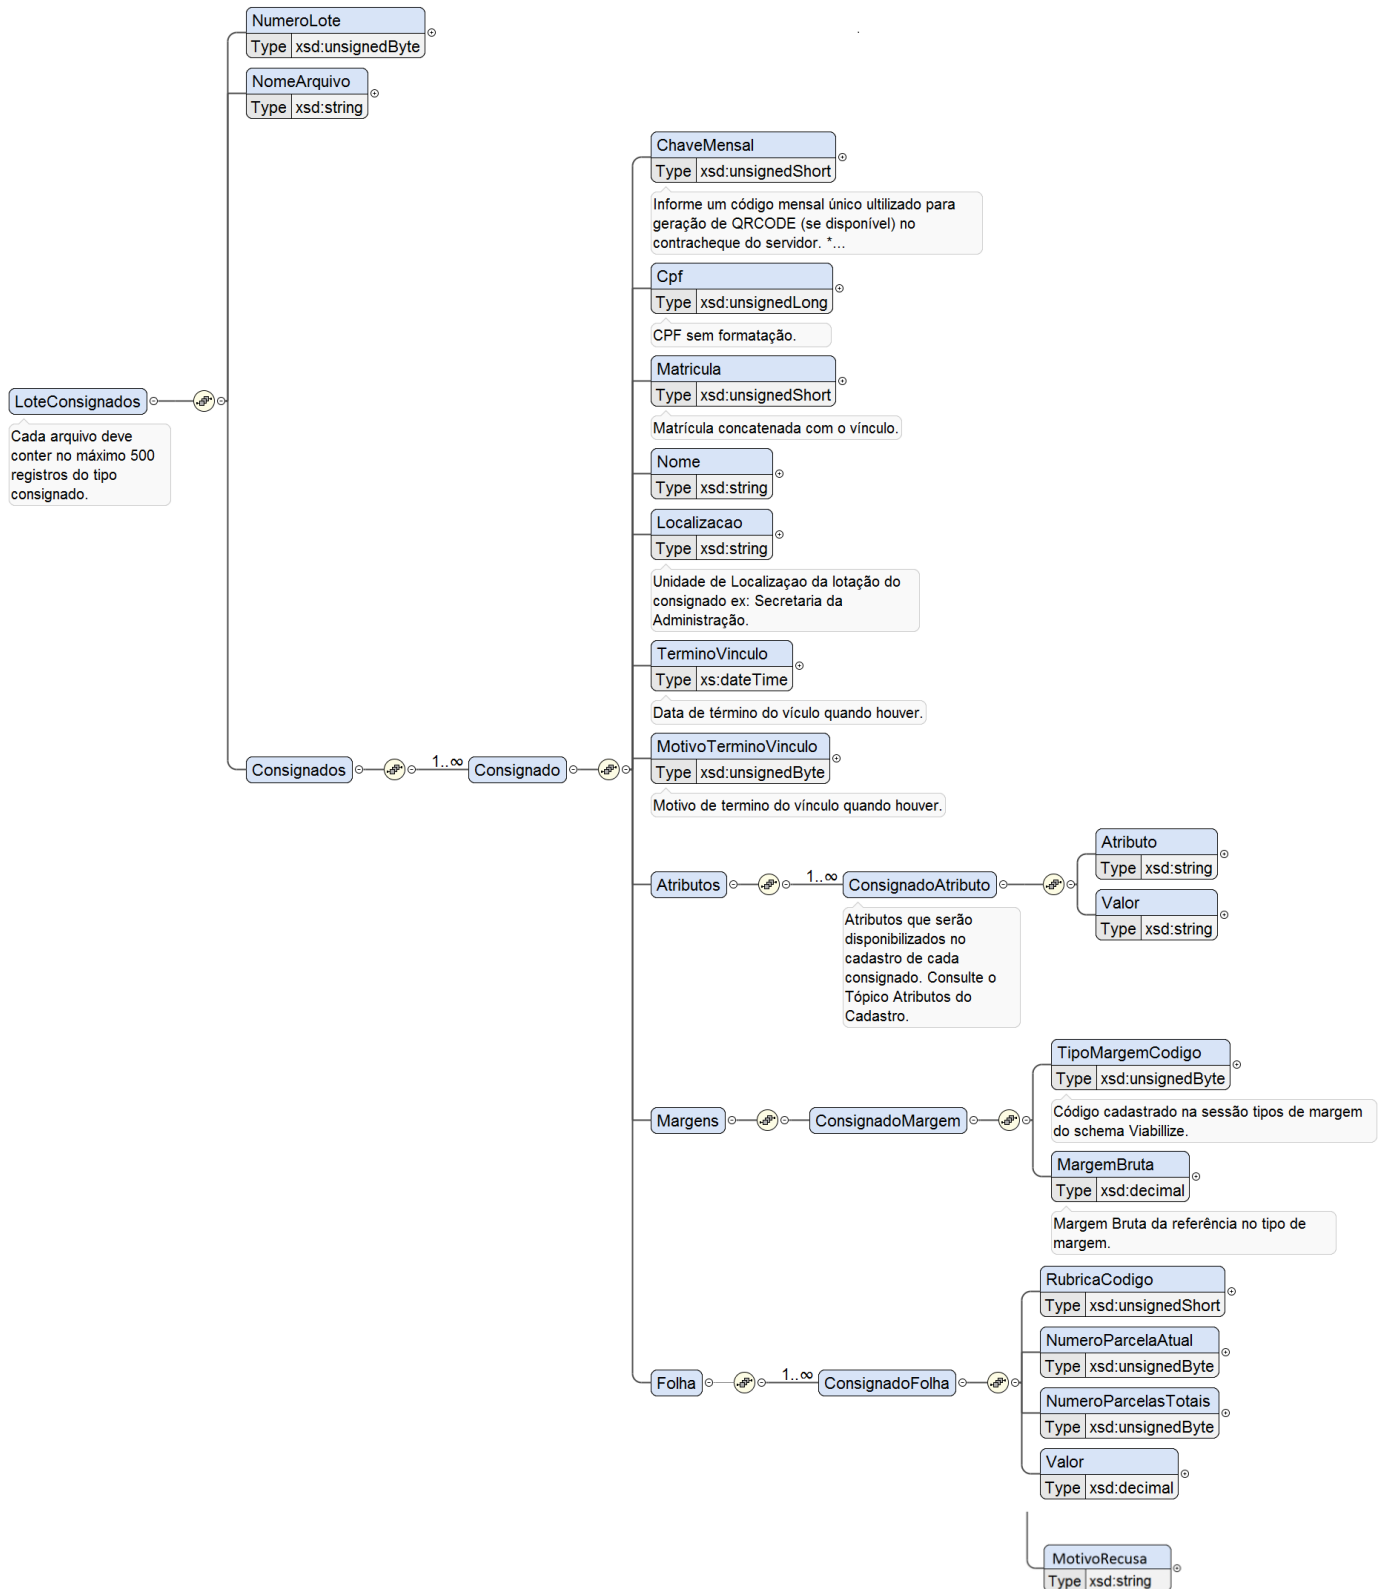 NumeroLote
Type xsd:unsignedByte
NomeArquivo
Type xsd:string
ChaveMensal
Type xsd:unsignedShort
Informe um código mensal único ultilizado para
geração de QRCODE (se disponível) no
contracheque do servidor. *...
Cpf
Type xsd:unsignedLong
CPF sem formatação.
Matricula
Type xsd:unsignedShort
Matrícula concatenada com o vínculo.
LoteConsignados
Cada arquivo deve
conter no máximo 500
registros do tipo
consignado.
Nome
Type xsd:string
Localizacao
Type xsd:string
Unidade de Localizaçao da lotação do
consignado ex: Secretaria da
Administração.
TerminoVinculo
Type xs:dateTime
Data de término do vículo quando houver.
MotivoTerminoVinculo
Type xsd:unsignedByte
Motivo de termino do vínculo quando houver.
Consignados
1..∞
Consignado
Atributos
1..∞
ConsignadoAtributo
Atributos que serão
disponibilizados no
cadastro de cada
consignado. Consulte o
Tópico Atributos do
Cadastro.
Atributo
Type xsd:string
Valor
Type xsd:string
Margens
ConsignadoMargem
TipoMargemCodigo
Type xsd:unsignedByte
Código cadastrado na sessão tipos de margem
do schema Viabillize.
MargemBruta
Type xsd:decimal
Margem Bruta da referência no tipo de
margem.
Folha
1..∞
ConsignadoFolha
RubricaCodigo
Type xsd:unsignedShort
NumeroParcelaAtual
Type xsd:unsignedByte
NumeroParcelasTotais
Type xsd:unsignedByte
Valor
Type xsd:decimal
MotivoRecusa
Type xsd:string